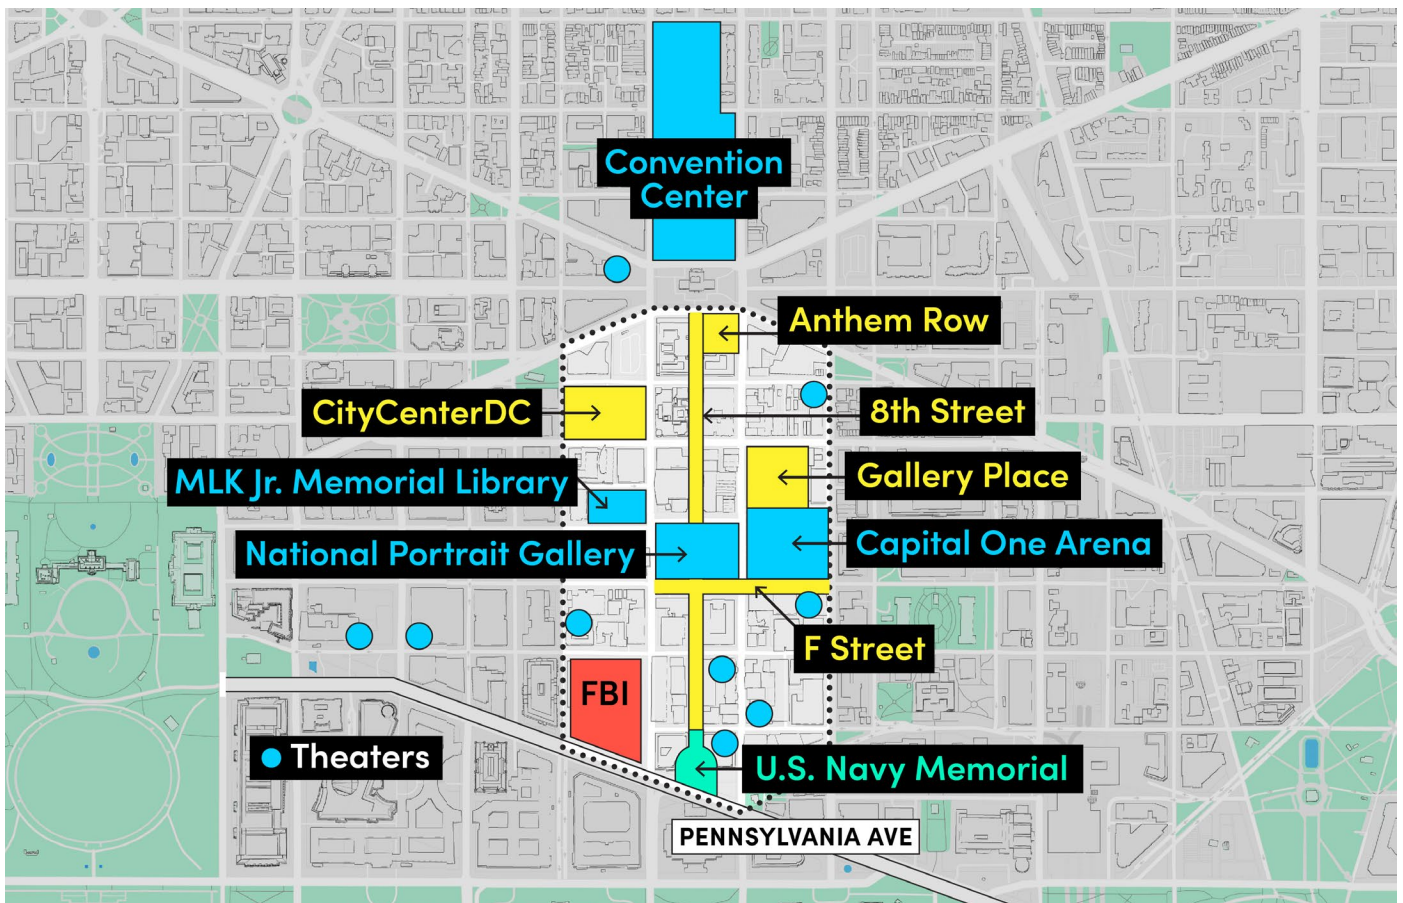 Convention
Center
Anthem Row
CityCenterDC
8th Street
MLK Jr. Memorial Library
Gallery Place
National Portrait Gallery
Capital One Arena
F Street
FBI
Theaters
U.S. Navy Memorial
PENNSYLVANIA AVE